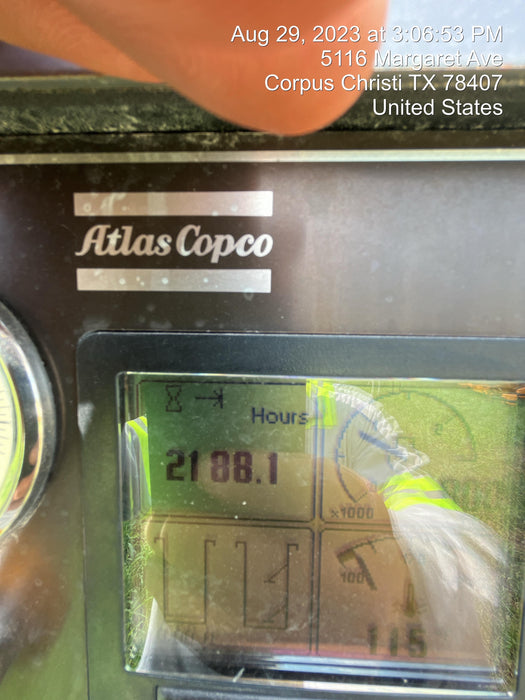 Aug 29, 2023 at 3:06:53 PM
5116 Margaret Ave
Corpus Christi TX 78407
United States
Atlas Copco
Hours
2188.1
x1000
100
115